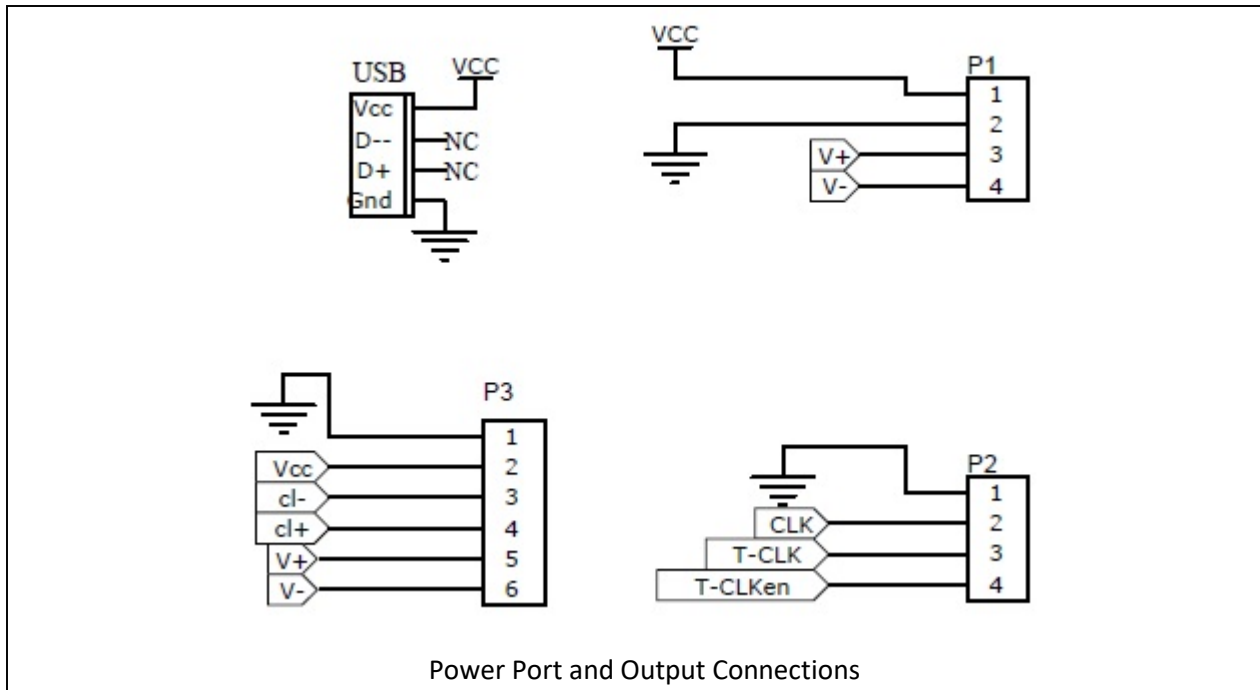 USB
VCC
Vcc
D--
NC
D+
NC
Gnd
VCC
P1
1
2
V+
3
V-
4
P3
1
Vcc
2
cl-
3
cl+
4
V+
5
V-
6
P2
1
CLK
2
T-CLK
3
T-CLKen
4
Power Port and Output Connections